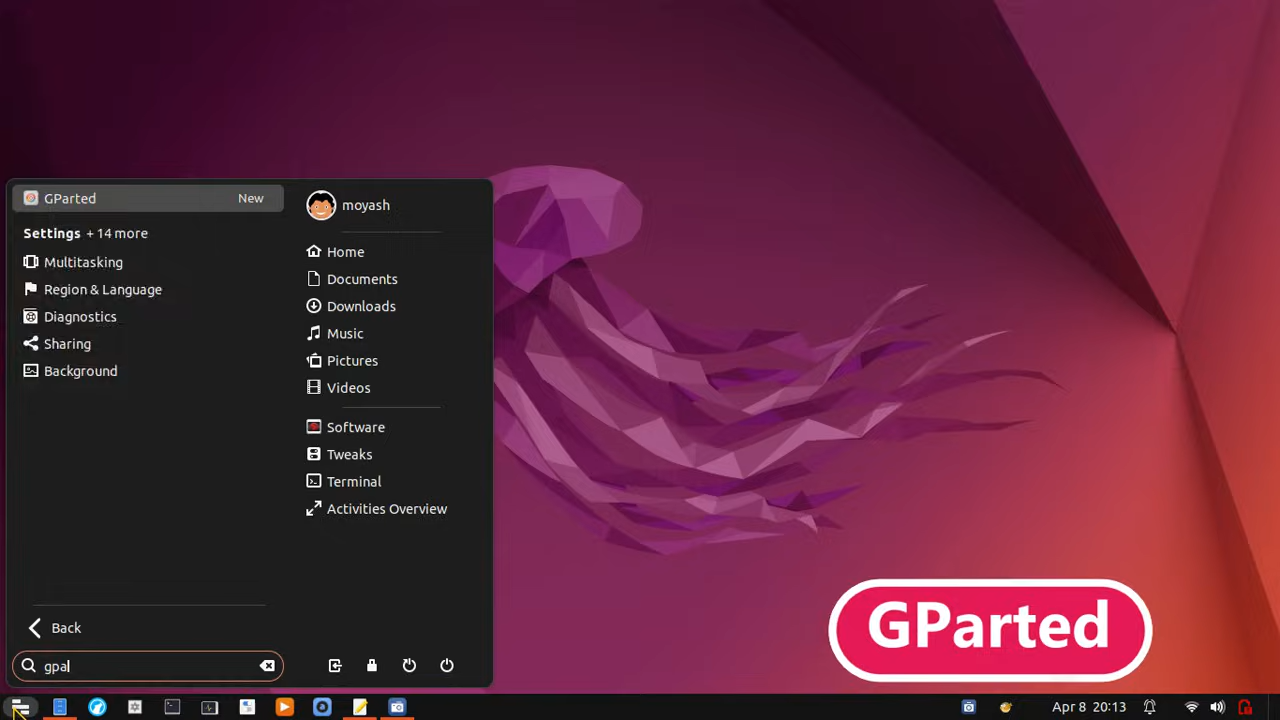 GParted New
Settings + 14 more
Multitasking
Region & Language
Diagnostics
Sharing
Background
Back
gpal
moyash
Home
Documents
Downloads
Music
Pictures
Videos
Software
Tweaks
Terminal
Activities Overview
GParted
Apr 8 20:13